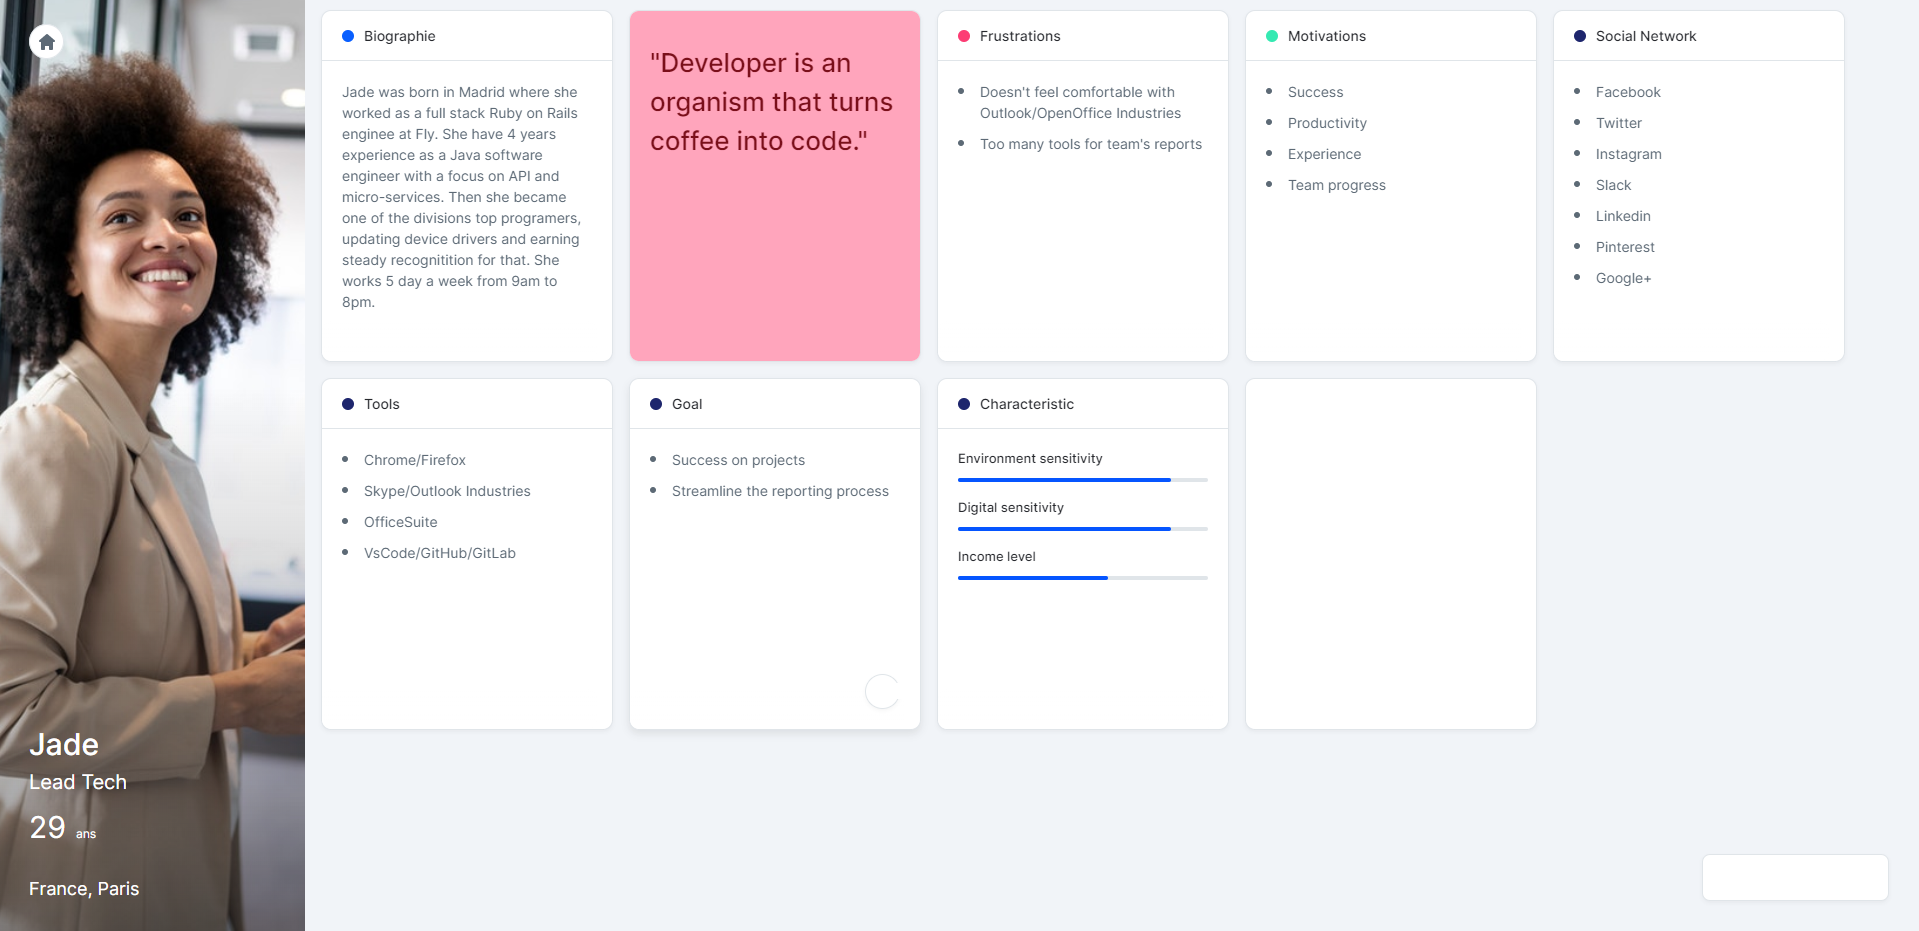 Biographie
Jade was born in Madrid where she
worked as a full stack Ruby on Rails
enginee at Fly. She have 4 years
experience as a Java software
engineer with a focus on API and
micro-services. Then she became
one of the divisions top programers,
updating device drivers and earning
steady recognitition for that. She
works 5 day a week from 9am to
8pm.
"Developer is an
organism that turns
coffee into code."
Frustrations
Doesn't feel comfortable with
Outlook/OpenOffice Industries
Too many tools for team's reports
Motivations
Success
Productivity
Experience
Team progress
Social Network
Facebook
Twitter
Instagram
Slack
Linkedin
Pinterest
Google+
Tools
Chrome/Firefox
Skype/Outlook Industries
OfficeSuite
VsCode/GitHub/GitLab
Goal
Success on projects
Streamline the reporting process
Characteristic
Environment sensitivity
Digital sensitivity
Income level
Jade
Lead Tech
29 ans
France, Paris